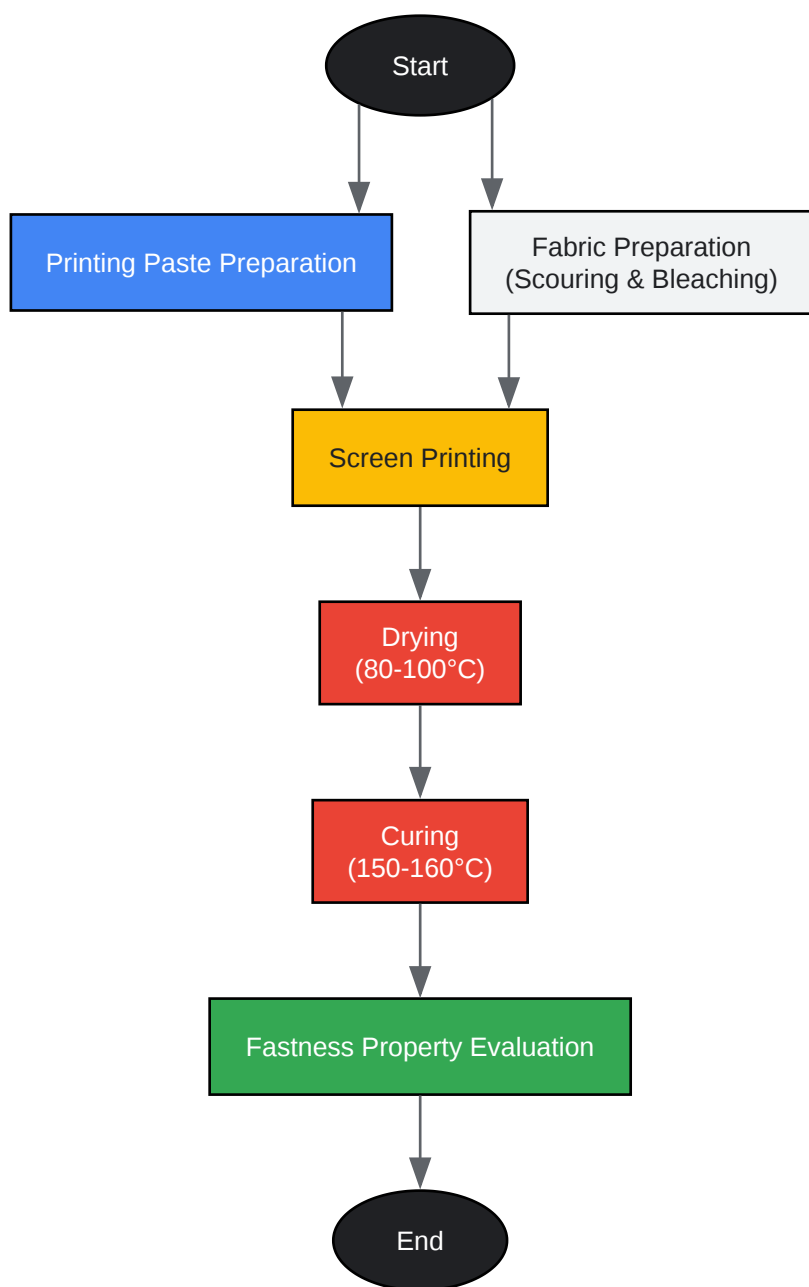 Start
Printing Paste Preparation
Fabric Preparation
(Scouring & Bleaching)
Screen Printing
Drying
(80-100°C)
Curing
(150-160°C)
Fastness Property Evaluation
End